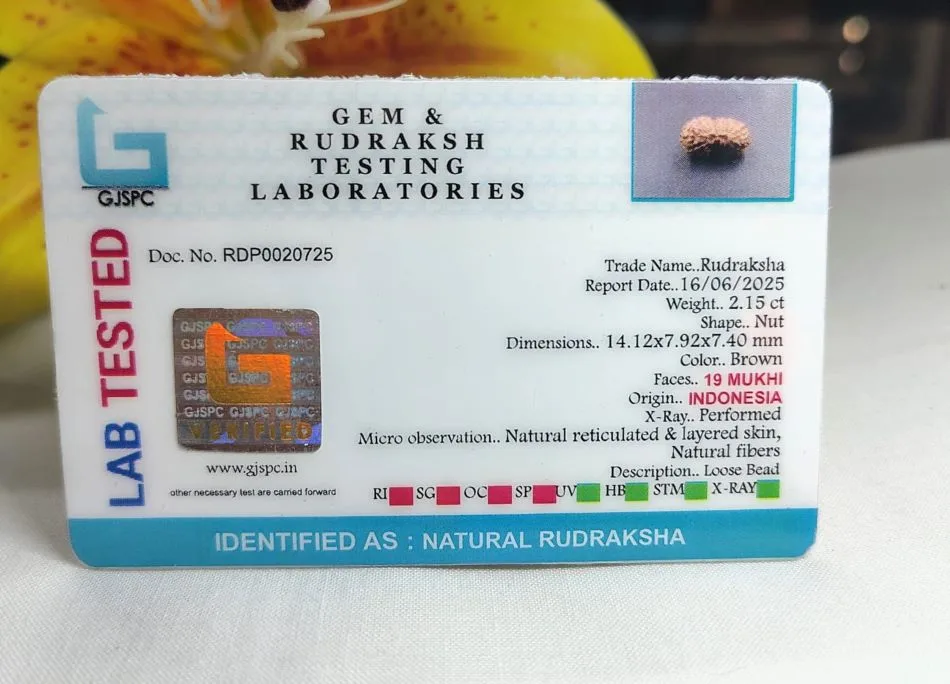 GEM &
RUDRAKSH
TESTING
LABORATORIES
GJSPC
LAB TESTED
Doc. No. RDP0020725
Trade Name..Rudraksha
Report Date..16/06/2025
Weight.. 2.15 ct
Shape.. Nut
Dimensions.. 14.12x7.92x7.40 mm
Color.. Brown
Faces.. 19 MUKHI
Origin.. INDONESIA
X-Ray.. Performed
Micro observation.. Natural reticulated & layered skin,
Natural fibers
Description.. Loose Bead
GJSPC GJSPC GJSPC
VERIFIED
www.gjspc.in
other necessary test are carried forward
RI SG OC SP UV HB STM X-RAY
IDENTIFIED AS : NATURAL RUDRAKSHA